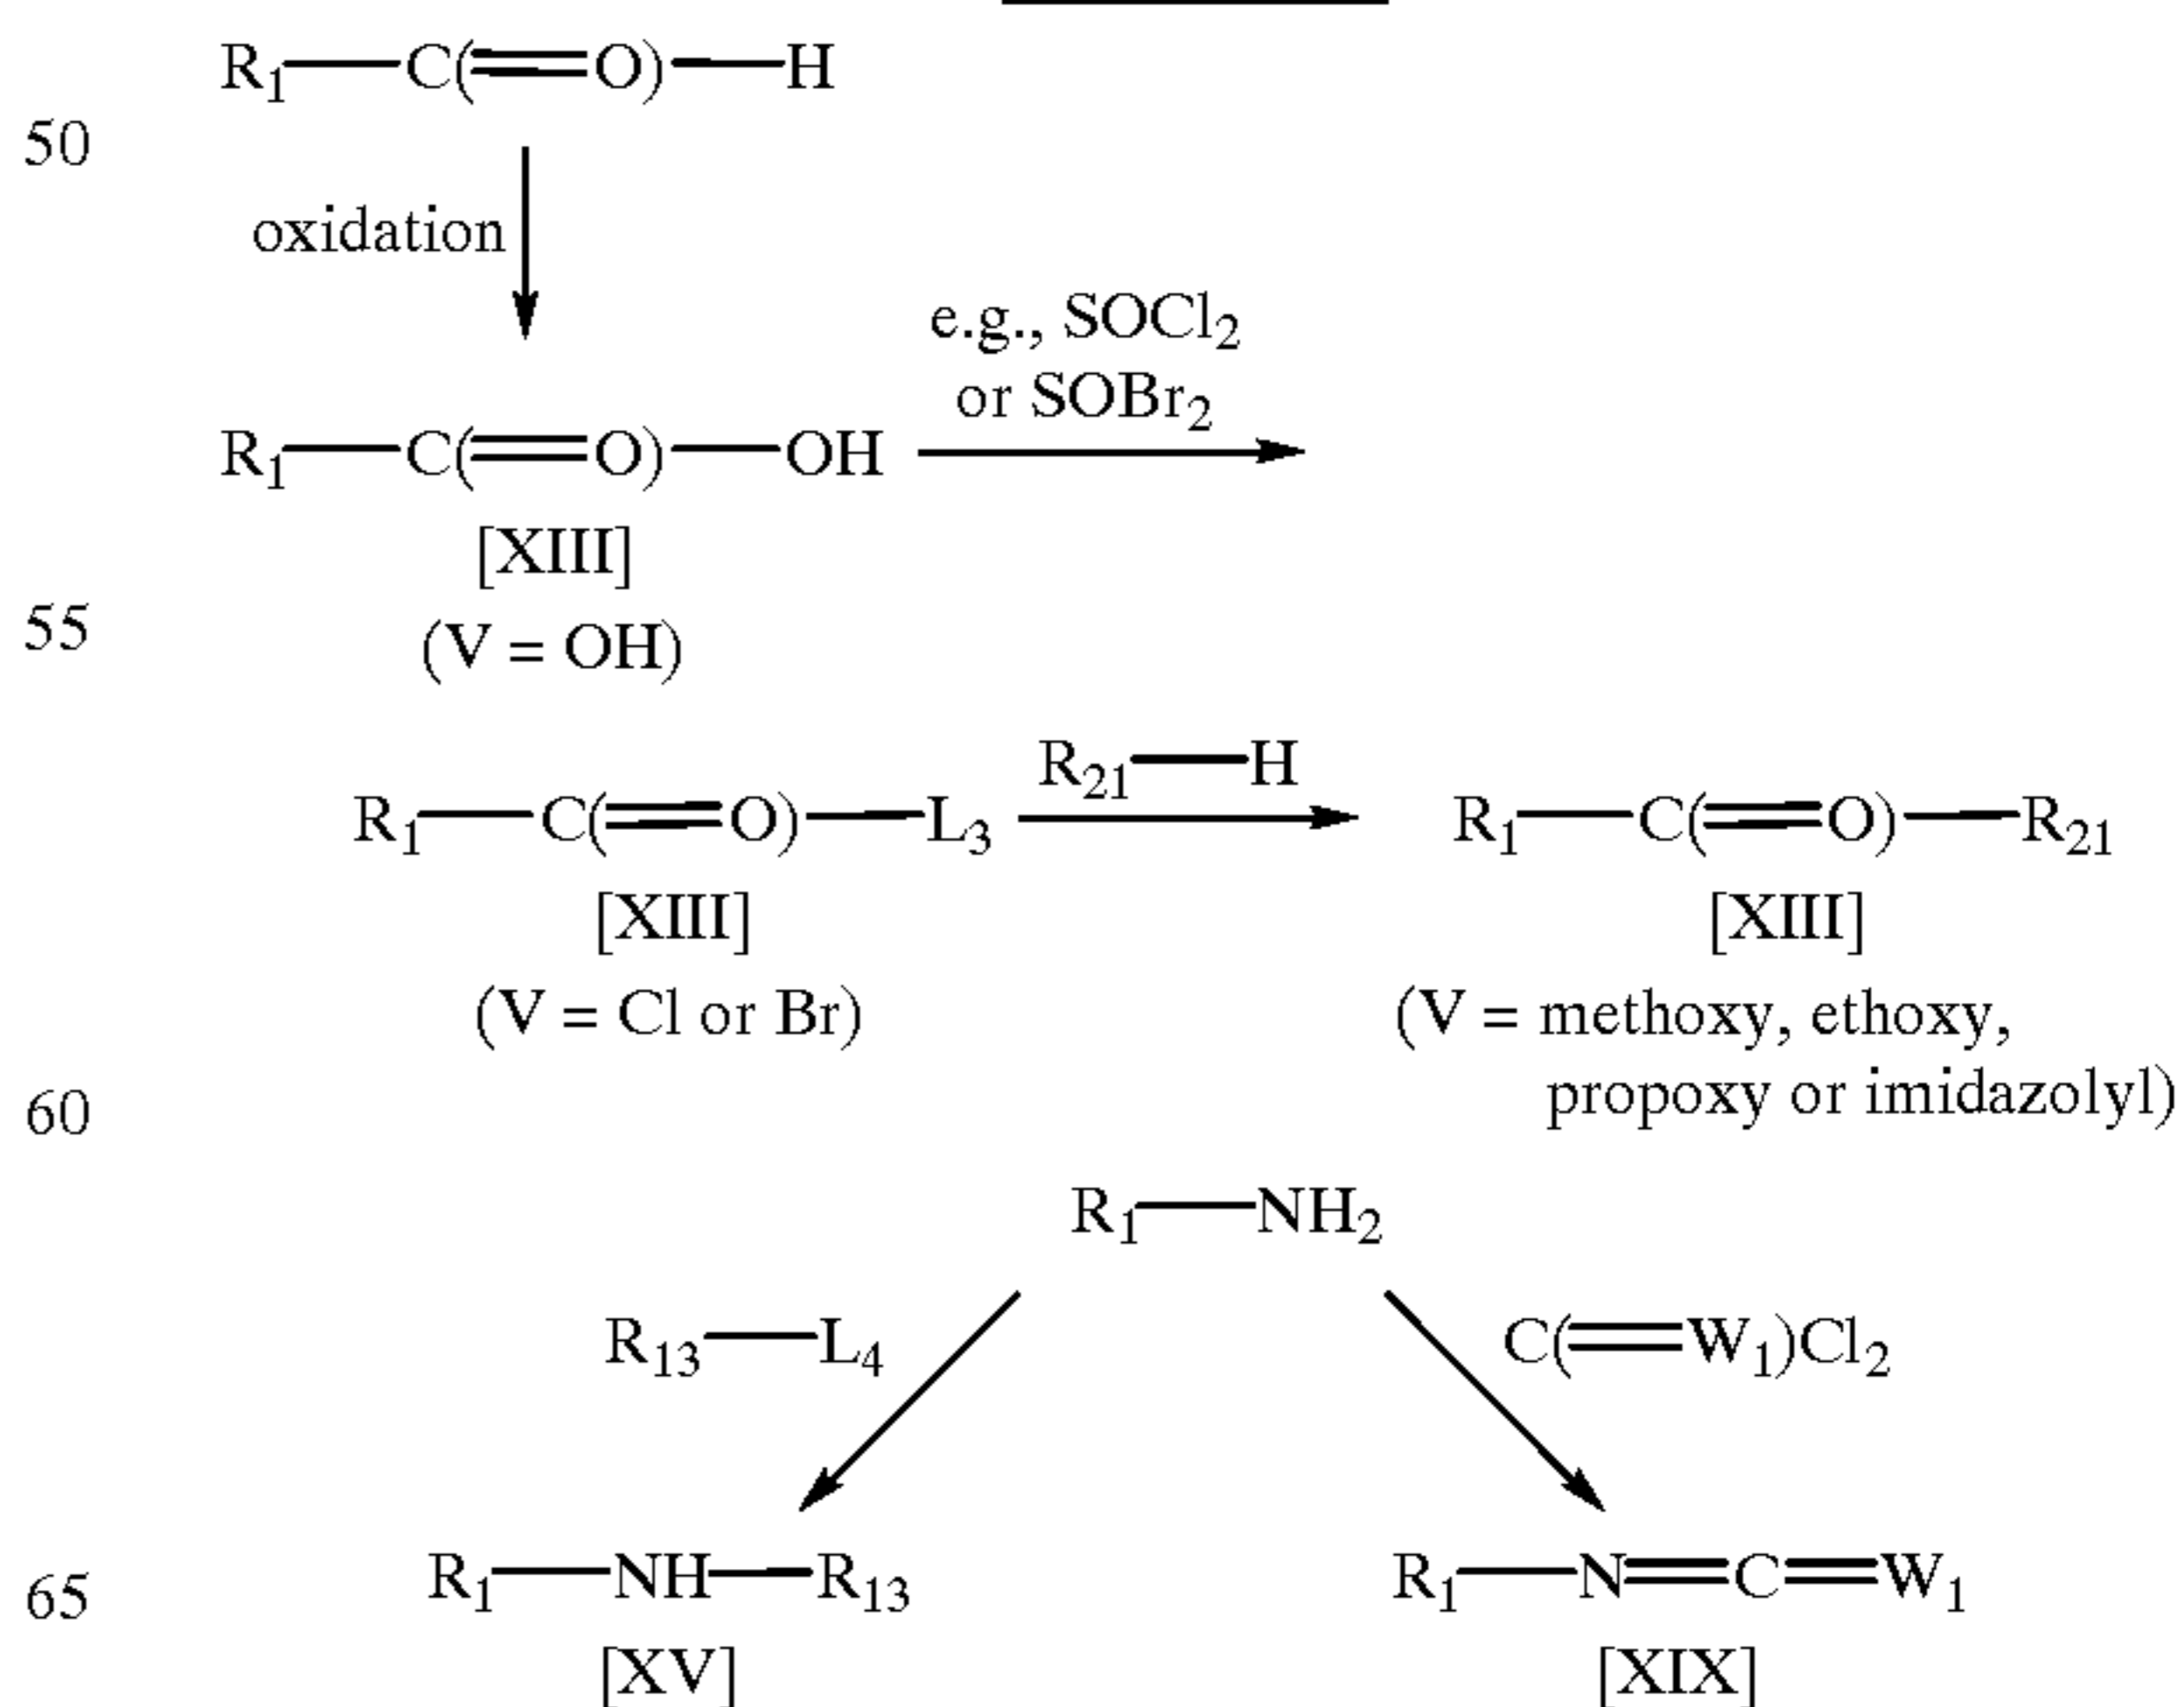 R1—C(=O)—H
50
oxidation
e.g., SOCl2
or SOBr2
R1—C(=O)—OH
[XIII]
55
(V = OH)
R21—H
R1—C(=O)—L3
R1—C(=O)—R21
[XIII]
[XIII]
(V = Cl or Br)
(V = methoxy, ethoxy,
propoxy or imidazolyl)
60
R1—NH2
R13—L4
C(=W1)Cl2
65
R1—NH—R13
R1—N=C=W1
[XV]
[XIX]